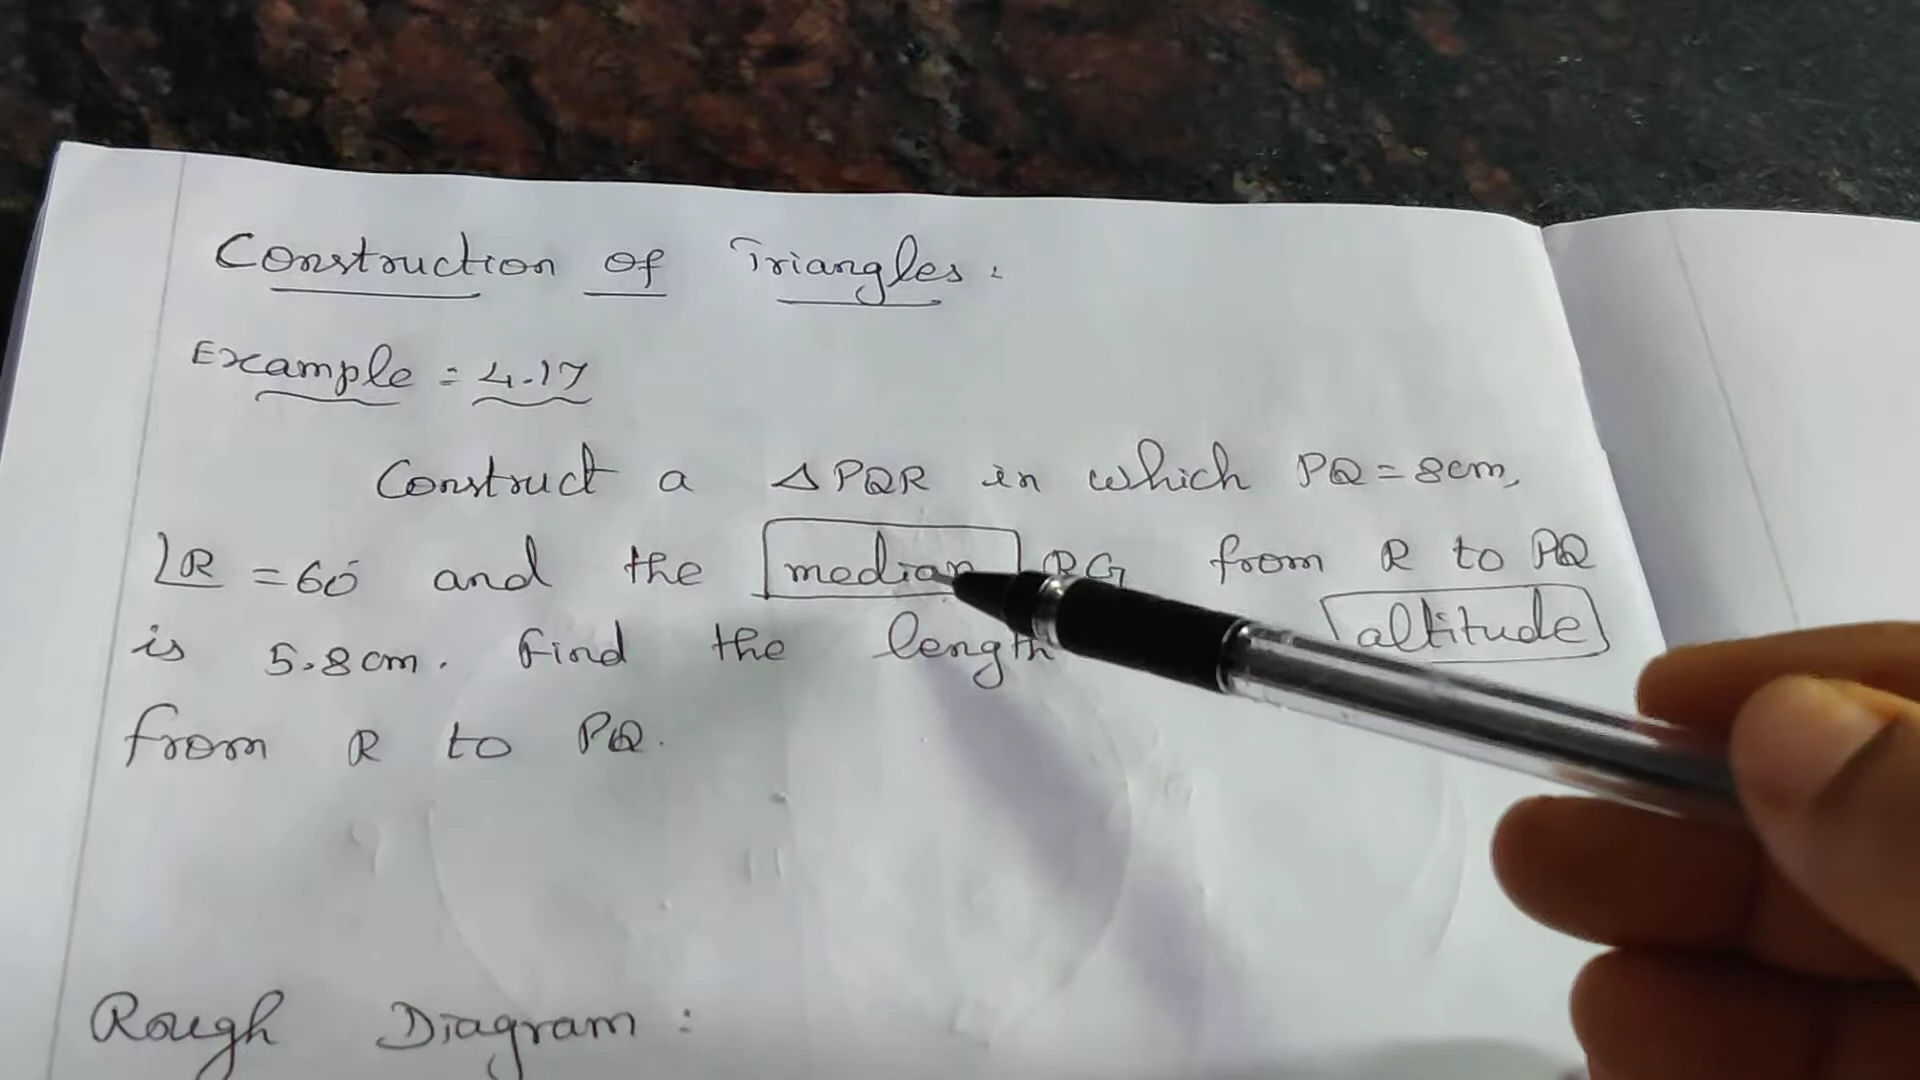 Construction of Triangles:
Example : 4.17
Construct a △PQR in which PQ = 8cm,
∠R = 60° and the median RG from R to PQ
is 5.8cm. Find the length altitude
from R to PQ.
Rough Diagram :